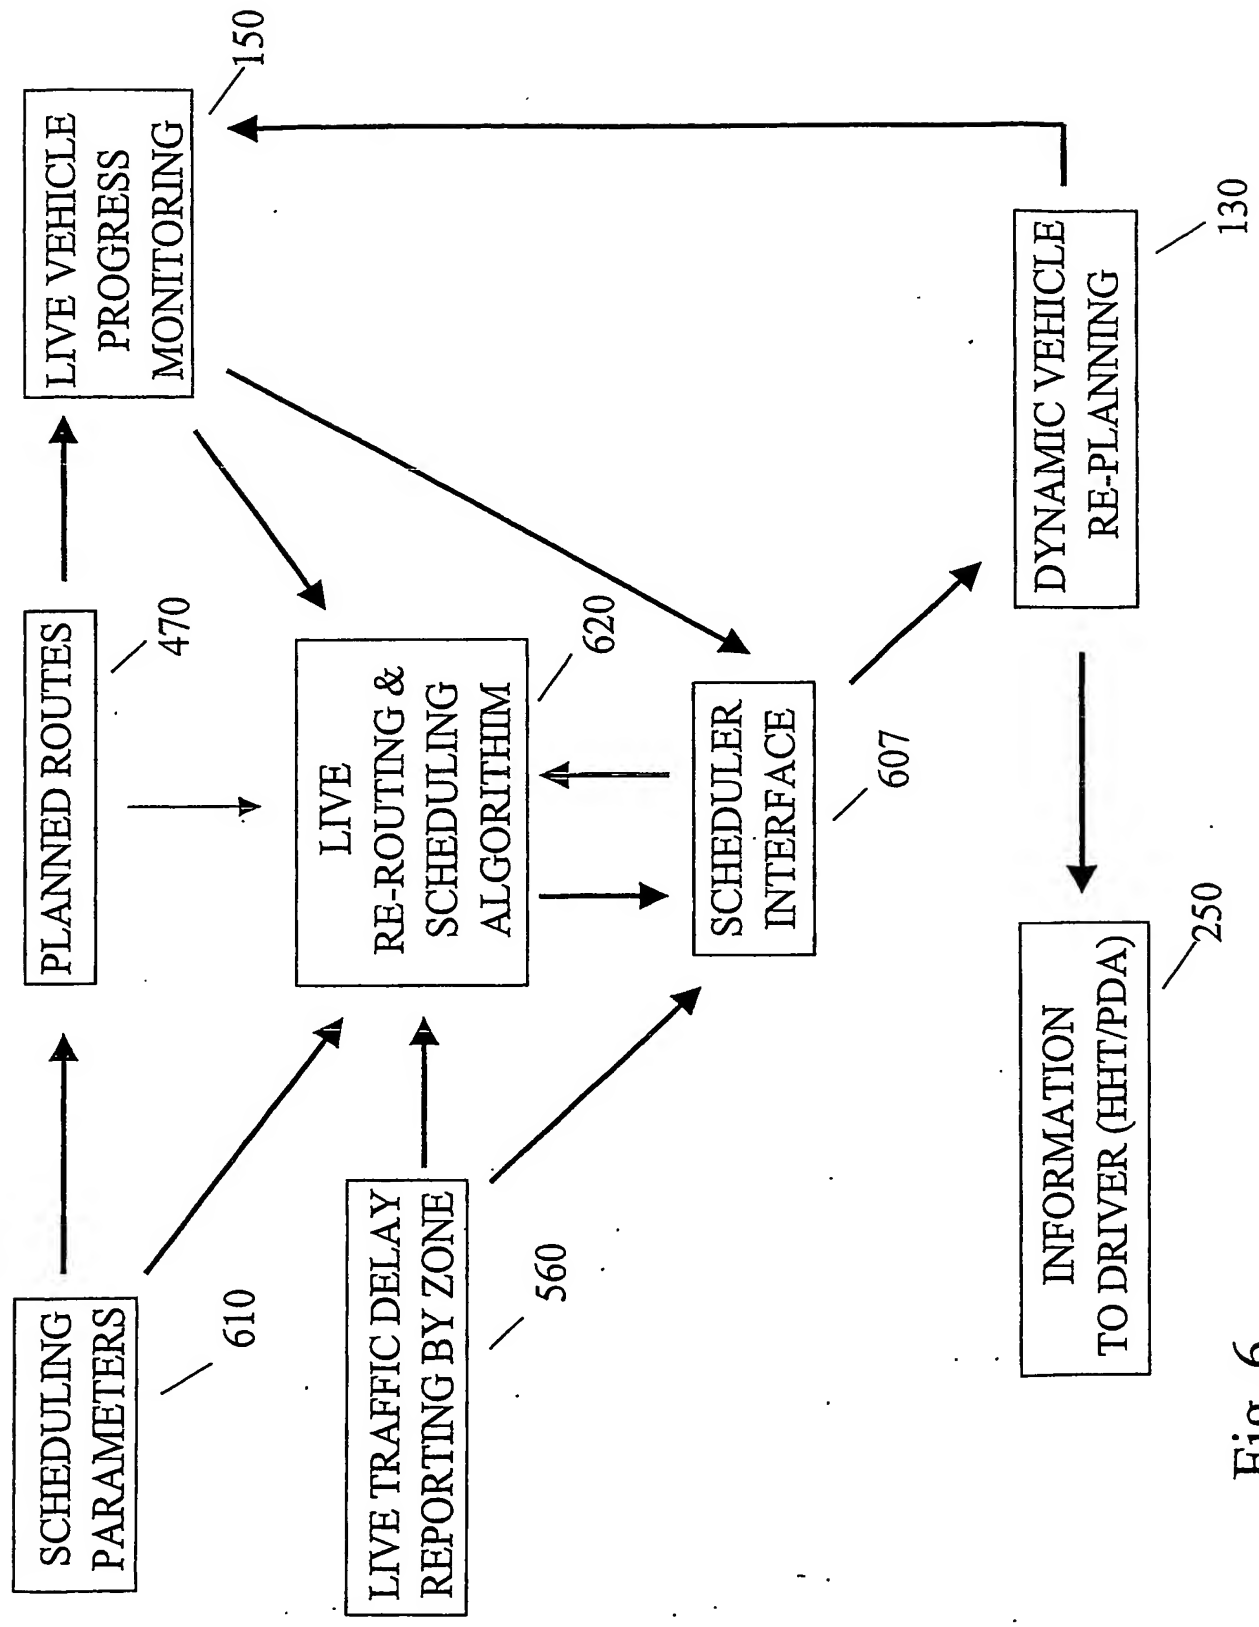 SCHEDULING
PARAMETERS
610
PLANNED ROUTES
470
LIVE VEHICLE
PROGRESS
MONITORING
150
LIVE TRAFFIC DELAY
REPORTING BY ZONE
560
LIVE
RE-ROUTING &
SCHEDULING
ALGORITHIM
620
SCHEDULER
INTERFACE
607
INFORMATION
TO DRIVER (HHT/PDA)
250
DYNAMIC VEHICLE
RE-PLANNING
130
Fig. 6